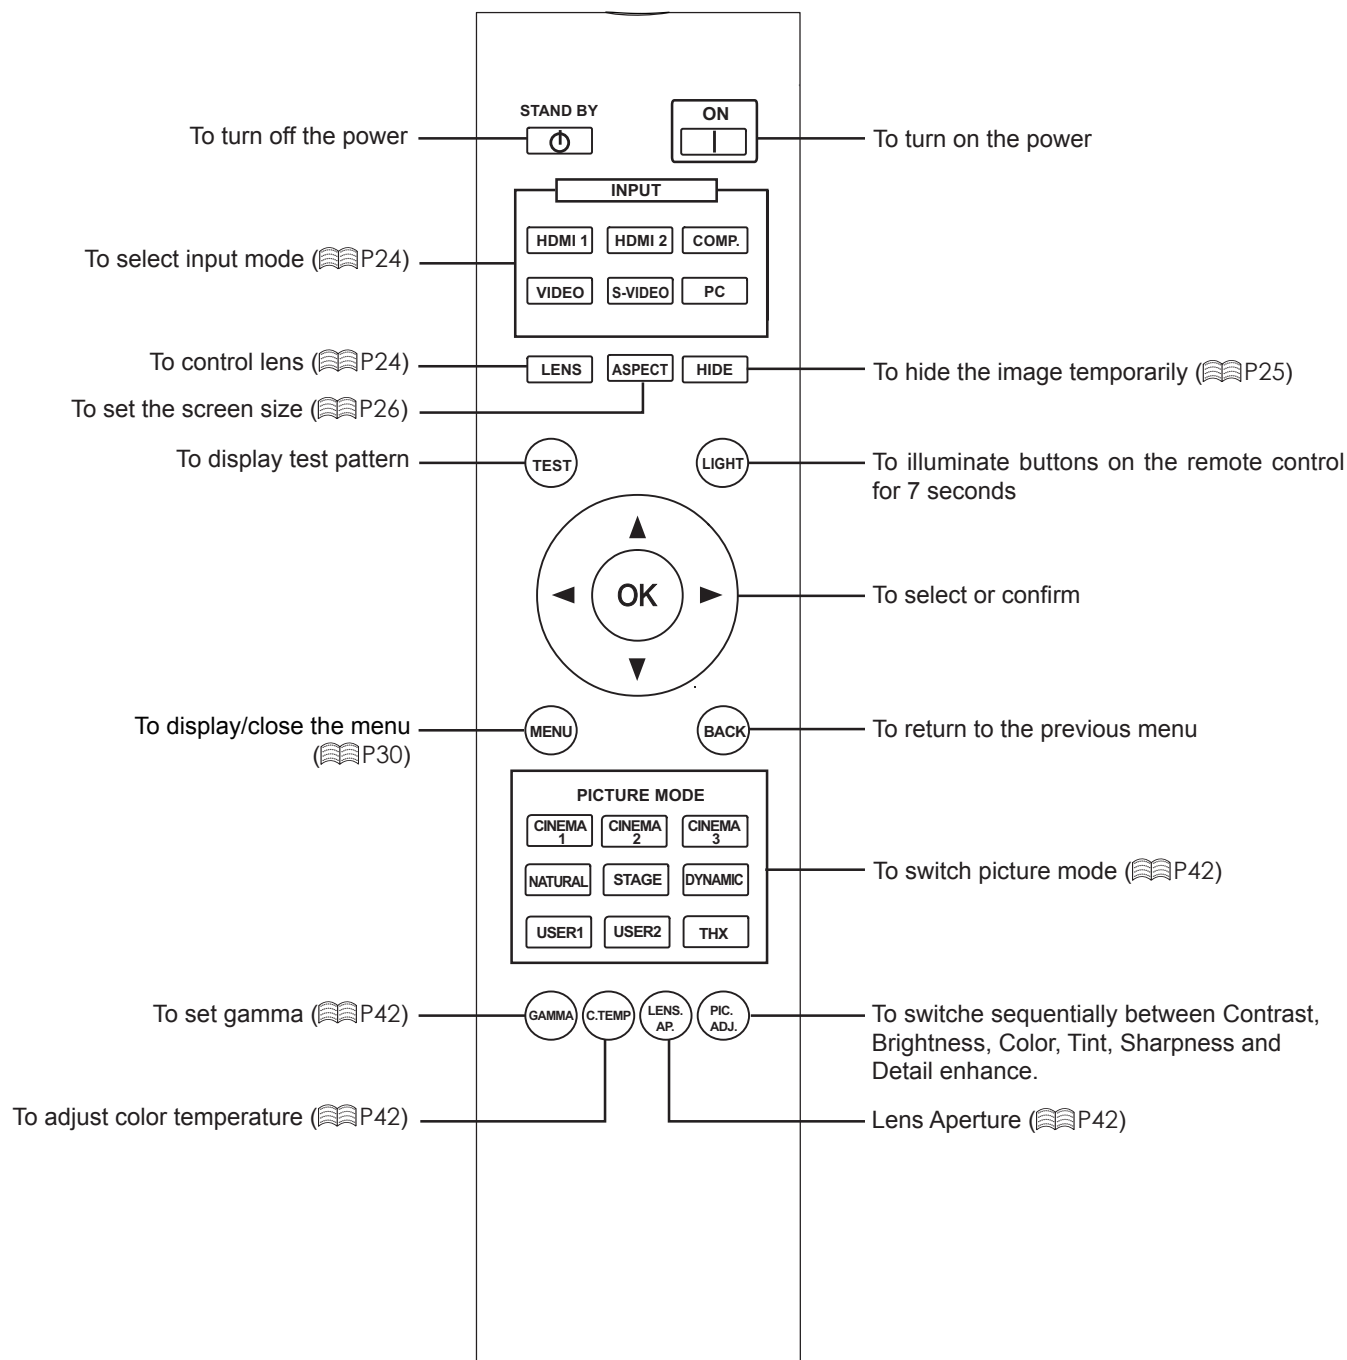 STAND BY
ON
To turn off the power
To turn on the power
INPUT
HDMI 1
HDMI 2
COMP.
To select input mode (P24)
VIDEO
S-VIDEO
PC
To control lens (P24)
LENS
ASPECT
HIDE
To hide the image temporarily (P25)
To set the screen size (P26)
To display test pattern
TEST
LIGHT
To illuminate buttons on the remote control
for 7 seconds
OK
To select or confirm
To display/close the menu
(P30)
MENU
BACK
To return to the previous menu
PICTURE MODE
CINEMA
1
CINEMA
2
CINEMA
3
NATURAL
STAGE
DYNAMIC
To switch picture mode (P42)
USER1
USER2
THX
To set gamma (P42)
GAMMA
C.TEMP
LENS.
AP.
PIC.
ADJ.
To switche sequentially between Contrast,
Brightness, Color, Tint, Sharpness and
Detail enhance.
To adjust color temperature (P42)
Lens Aperture (P42)